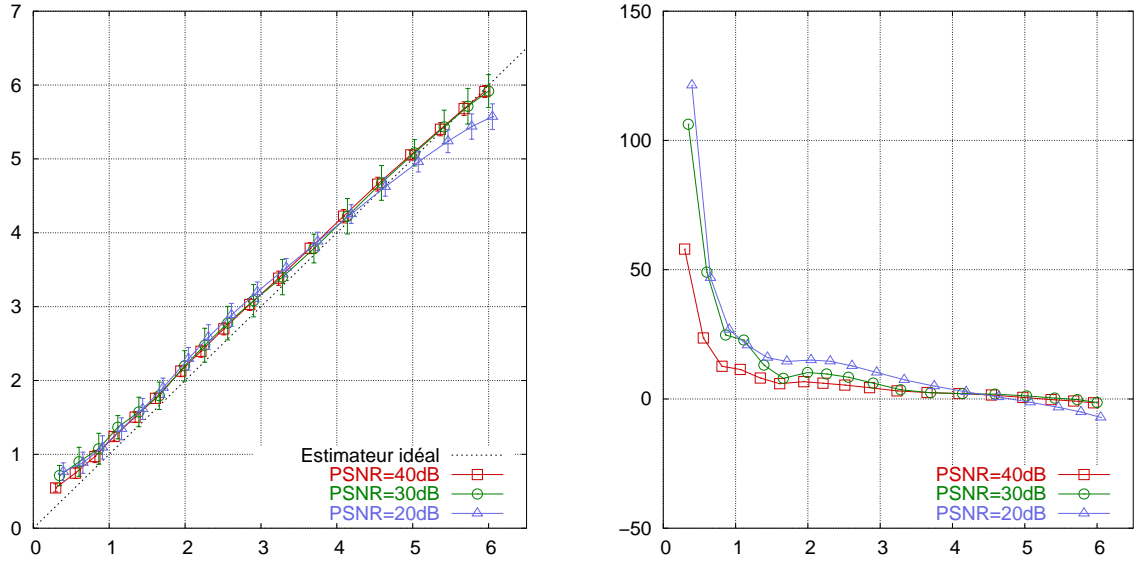 7
6
5
4
3
2
1
0
0 1 2 3 4 5 6
Estimateur idéal
PSNR=40dB
PSNR=30dB
PSNR=20dB
150
100
50
0
−50
0 1 2 3 4 5 6
PSNR=40dB
PSNR=30dB
PSNR=20dB